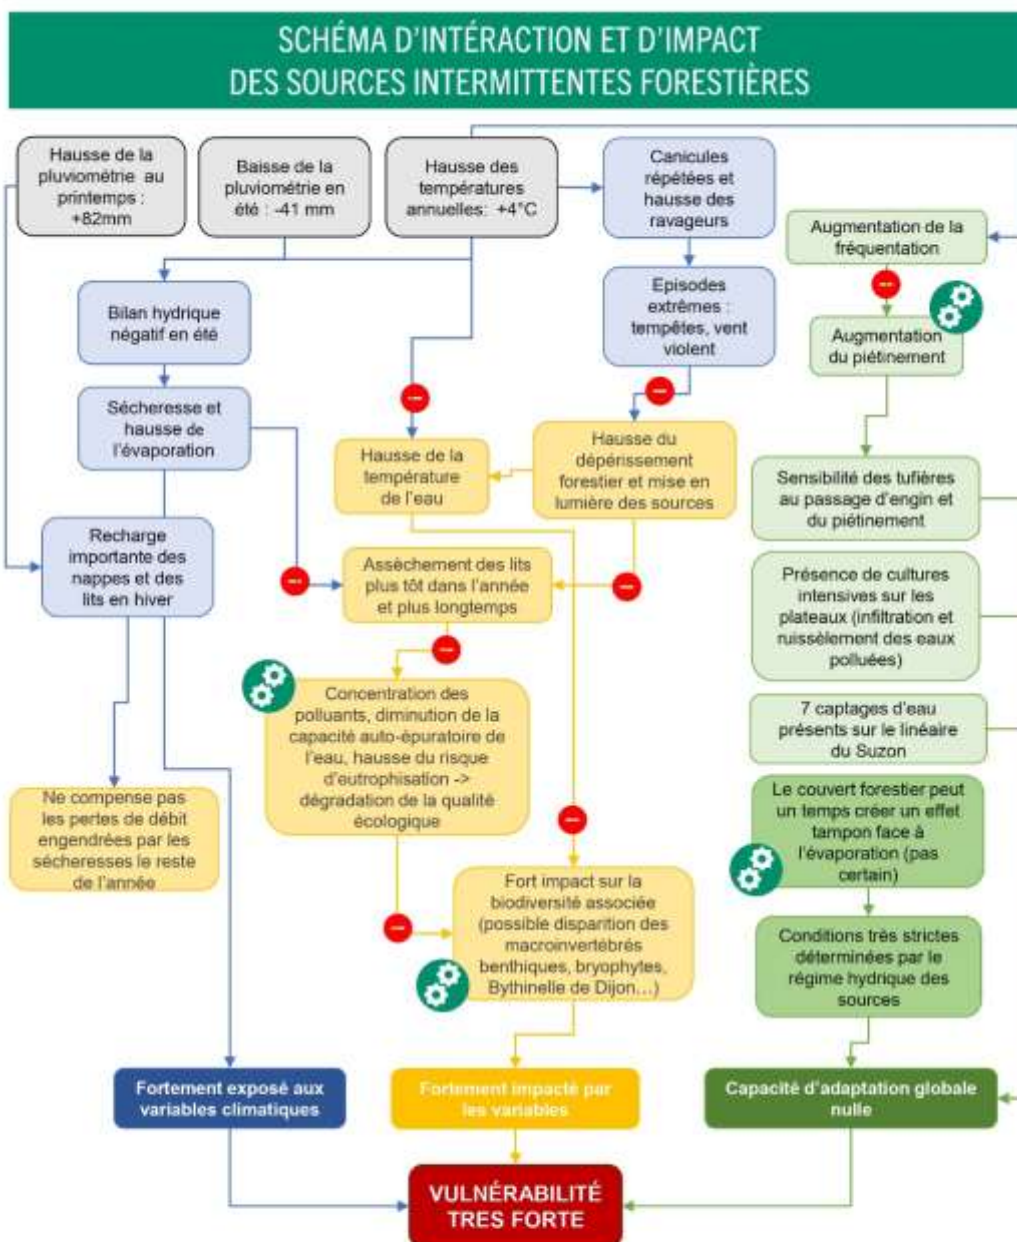 SCHÉMA D'INTÉRACTION ET D'IMPACT
DES SOURCES INTERMITTENTES FORESTIÈRES
Hausse de la
pluviométrie au
printemps :
+82mm
Baisse de la
pluviométrie en
été : -41 mm
Hausse des
températures
annuelles: +4°C
Canicules
répétées et
hausse des
ravageurs
Augmentation de la
fréquentation
Bilan hydrique
négatif en été
Episodes
extrêmes :
tempêtes, vent
violent
Augmentation
du piétinement
Sécheresse et
hausse de
l'évaporation
Hausse de la
température
de l'eau
Hausse du
dépérissement
forestier et mise en
lumière des sources
Sensibilité des tufières
au passage d'engin et
du piétinement
Recharge
importante des
nappes et des
lits en hiver
Assèchement des lits
plus tôt dans l'année
et plus longtemps
Présence de cultures
intensives sur les
plateaux (infiltration et
ruissèlement des eaux
polluées)
Concentration des
polluants, diminution de la
capacité auto-épuratoire de
l'eau, hausse du risque
d'eutrophisation ->
dégradation de la qualité
écologique
7 captages d'eau
présents sur le linéaire
du Suzon
Ne compense pas
les pertes de débit
engendrées par les
sécheresses le reste
de l'année
Le couvert forestier peut
un temps créer un effet
tampon face à
l'évaporation (pas
certain)
Fort impact sur la
biodiversité associée
(possible disparition des
macroinvertébrés
benthiques, bryophytes,
Bythinelle de Dijon…)
Conditions très strictes
déterminées par le
régime hydrique des
sources
Fortement exposé aux
variables climatiques
Fortement impacté par
les variables
Capacité d'adaptation globale
nulle
VULNÉRABILITÉ
TRES FORTE